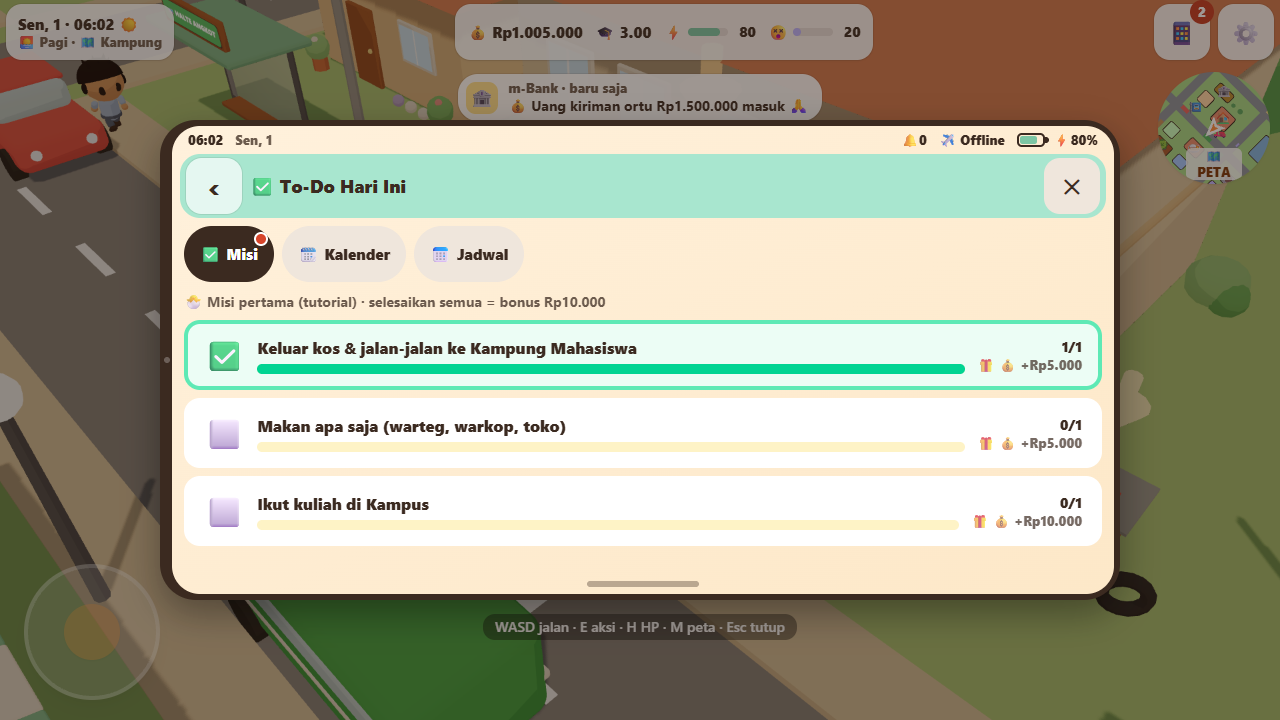 Sen, 1 · 06:02
Pagi · Kampung
HALTE ANGKOT
Rp1.005.000
3.00
80
20
2
m-Bank · baru saja
Uang kiriman ortu Rp1.500.000 masuk
PETA
06:02 Sen, 1
0 Offline 80%
‹ To-Do Hari Ini ✕
Misi
Kalender
Jadwal
Misi pertama (tutorial) · selesaikan semua = bonus Rp10.000
Keluar kos & jalan-jalan ke Kampung Mahasiswa
1/1
+Rp5.000
Makan apa saja (warteg, warkop, toko)
0/1
+Rp5.000
Ikut kuliah di Kampus
0/1
+Rp10.000
WASD jalan · E aksi · H HP · M peta · Esc tutup